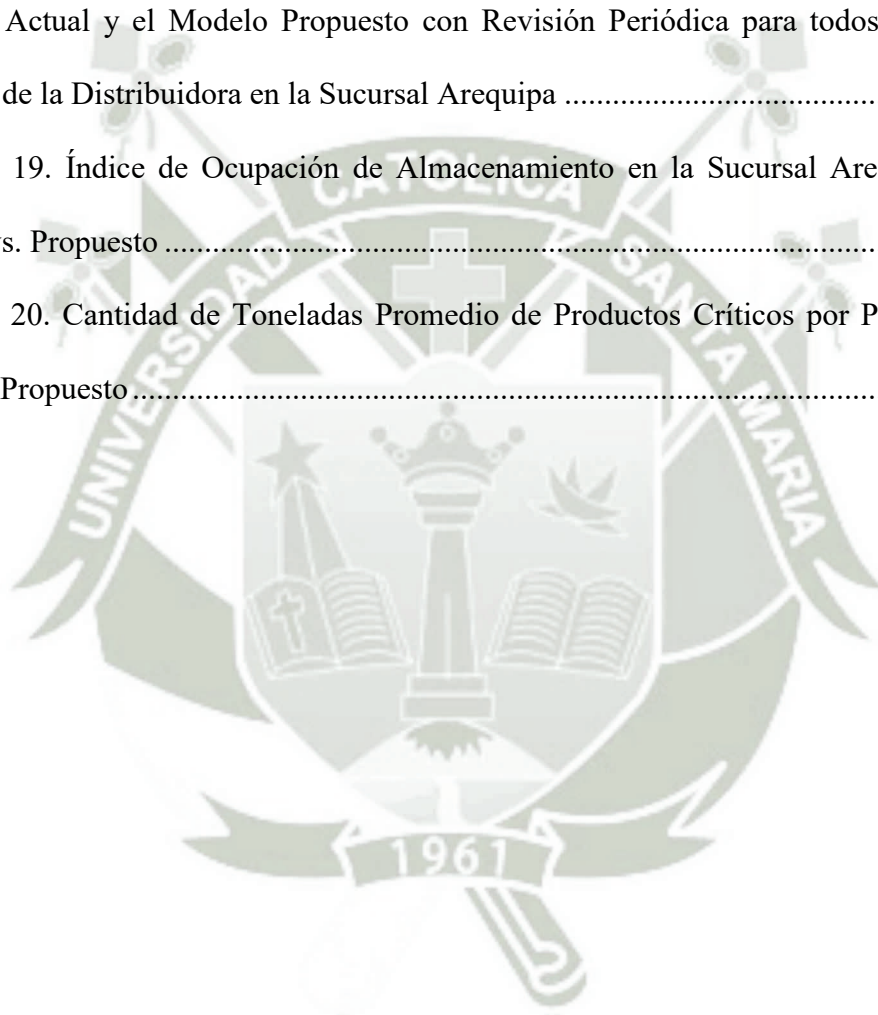 Actual y el Modelo Propuesto con Revisión Periódica para todos
de la Distribuidora en la Sucursal Arequipa ....................................
19. Índice de Ocupación de Almacenamiento en la Sucursal Are
s. Propuesto ....................................................................................
20. Cantidad de Toneladas Promedio de Productos Críticos por P
Propuesto ........................................................................................
UNIVERSIDAD CATOLICA SANTA MARIA
1961